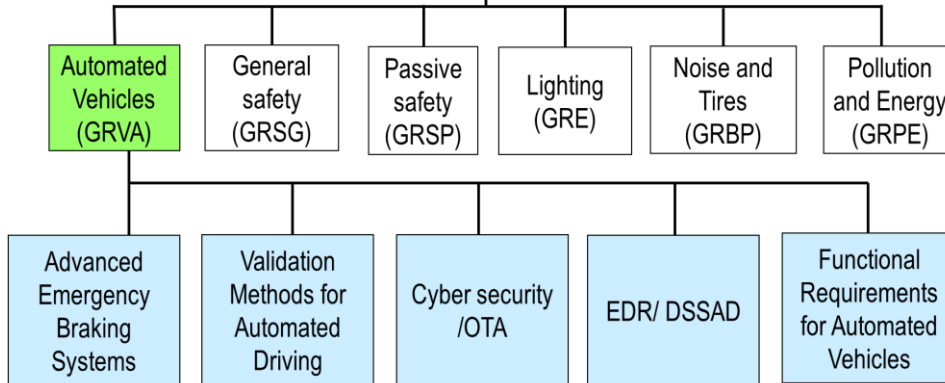 Automated
Vehicles
(GRVA)
General
safety
(GRSG)
Passive
safety
(GRSP)
Lighting
(GRE)
Noise and
Tires
(GRBP)
Pollution
and Energy
(GRPE)
Advanced
Emergency
Braking
Systems
Validation
Methods for
Automated
Driving
Cyber security
/OTA
EDR/ DSSAD
Functional
Requirements
for Automated
Vehicles